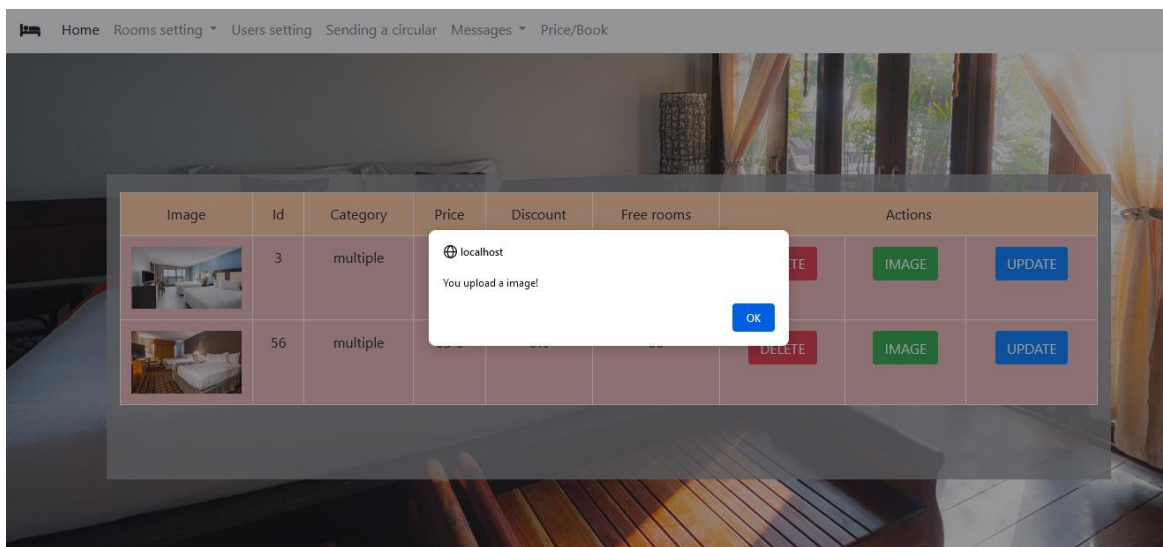 Home Rooms setting Users setting Sending a circular Messages Price/Book
Image Id Category Price Discount Free rooms Actions
localhost
You upload a image!
OK
3 multiple IMAGE UPDATE
56 multiple DELETE IMAGE UPDATE